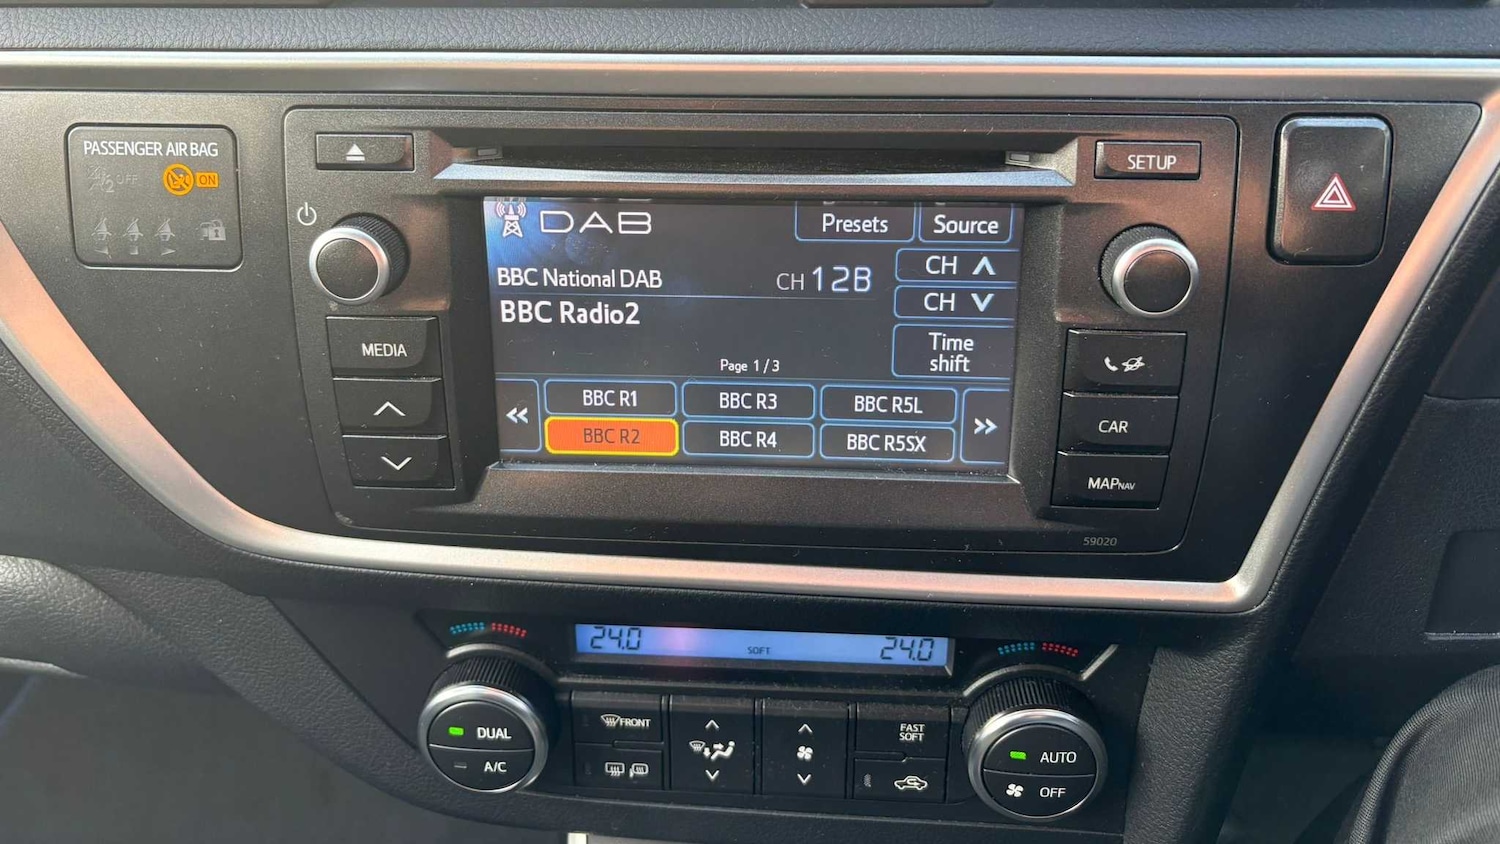 PASSENGER AIR BAG
OFF
ON
SETUP
DAB
Presets
Source
BBC National DAB
CH 12B
CH
BBC Radio2
CH
Time
shift
Page 1 / 3
MEDIA
BBC R1
BBC R3
BBC R5L
BBC R2
BBC R4
BBC R5SX
CAR
MAPNAV
59020
24.0
SOFT
24.0
DUAL
A/C
FRONT
FAST
SOFT
AUTO
OFF